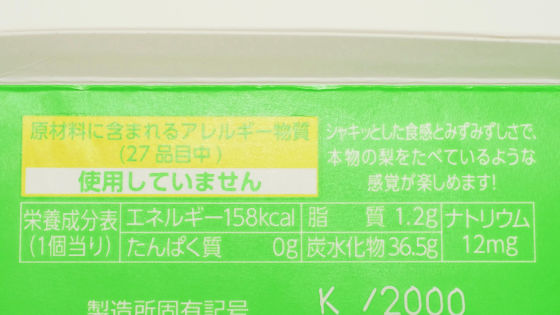 原材料に含まれるアレルギー物質
(27品目中)
使用していません
シャキッとした食感とみずみずしさで、
本物の梨をたべているような
感覚が楽しめます!
栄養成分表
(1個当り)
エネルギー158kcal 脂 質 1.2g ナトリウム
たんぱく質 0g 炭水化物 36.5g 12mg
製造所固有記号 K /2000